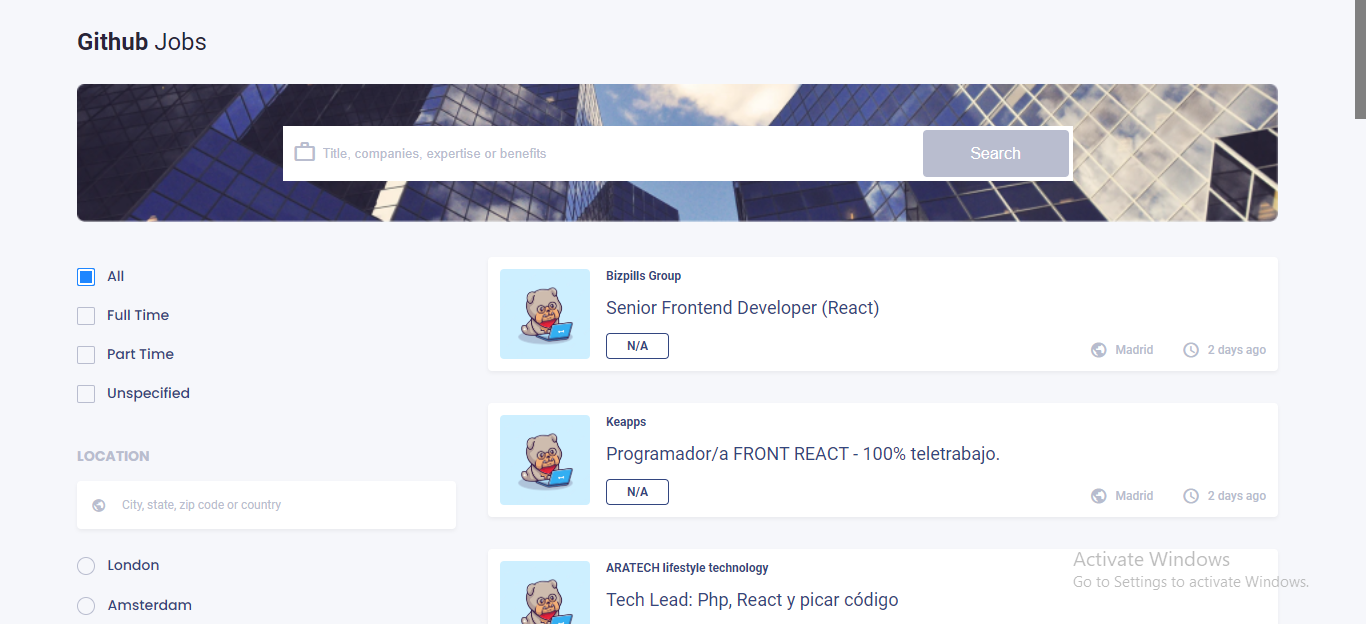 Github Jobs
Title, companies, expertise or benefits
Search
All
Full Time
Part Time
Unspecified
LOCATION
City, state, zip code or country
London
Amsterdam
Bizpills Group
Senior Frontend Developer (React)
N/A
Madrid
2 days ago
Keapps
Programador/a FRONT REACT - 100% teletrabajo.
N/A
Madrid
2 days ago
ARATECH lifestyle technology
Tech Lead: Php, React y picar código
Activate Windows
Go to Settings to activate Windows.